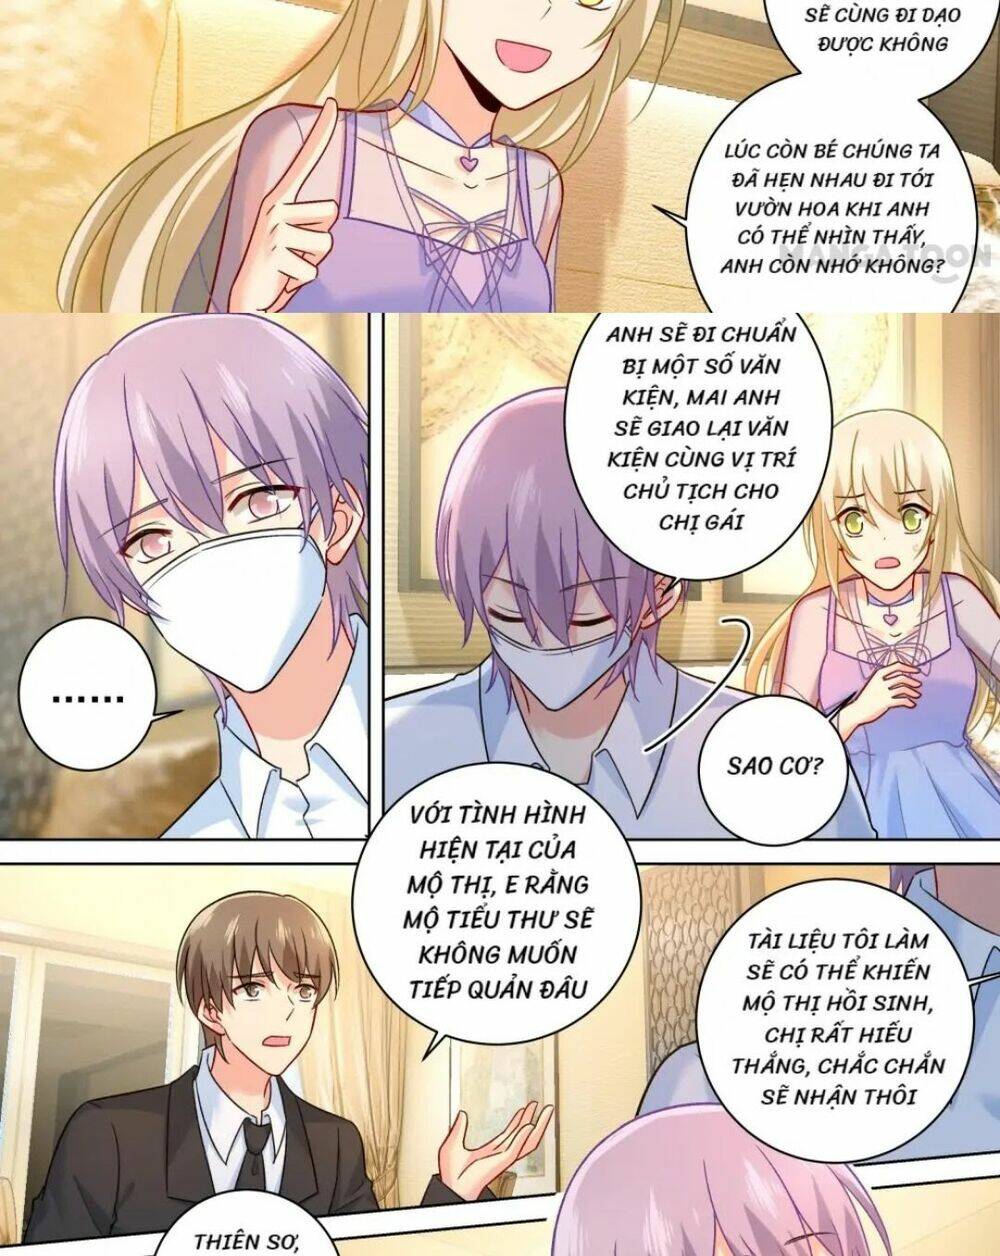 SẼ CÙNG ĐI DẠO
ĐƯỢC KHÔNG
LÚC CÒN BÉ CHÚNG TA
ĐÃ HẸN NHAU ĐI TỚI
VƯỜN HOA KHI ANH
CÓ THỂ NHÌN THẤY,
ANH CÒN NHỚ KHÔNG?
MANGATOON
ANH SẼ ĐI CHUẨN
BỊ MỘT SỐ VĂN
KIỆN, MAI ANH
SẼ GIAO LẠI VĂN
KIỆN CÙNG VỊ TRÍ
CHỦ TỊCH CHO
CHỊ GÁI
......
SAO CƠ?
VỚI TÌNH HÌNH
HIỆN TẠI CỦA
MỘ THỊ, E RẰNG
MỘ TIỂU THƯ SẼ
KHÔNG MUỐN
TIẾP QUẢN ĐÂU
TÀI LIỆU TÔI LÀM
SẼ CÓ THỂ KHIẾN
MỘ THỊ HỒI SINH,
CHỊ RẤT HIẾU
THẮNG, CHẮC CHẮN
SẼ NHẬN THÔI
THIÊN SƠ,